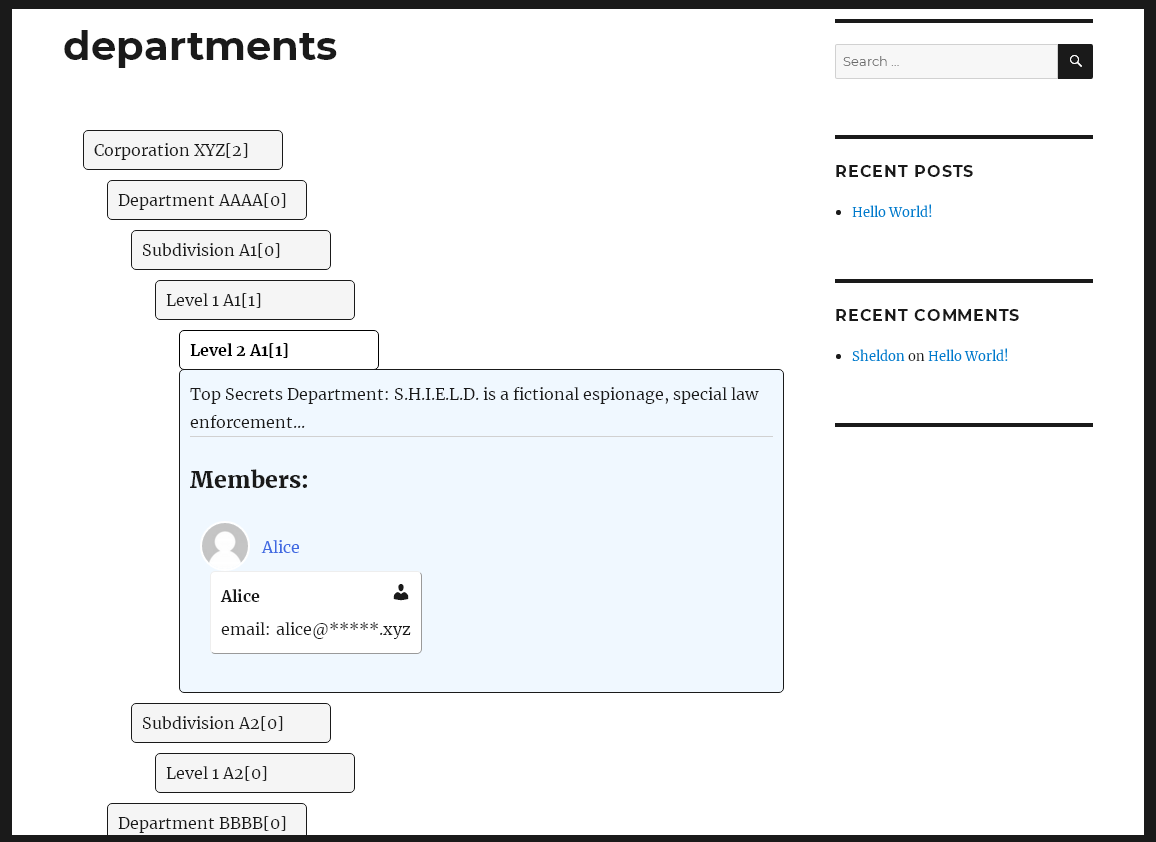 departments
Corporation XYZ[2]
Department AAAA[0]
Subdivision A1[0]
Level 1 A1[1]
Level 2 A1[1]
Top Secrets Department: S.H.I.E.L.D. is a fictional espionage, special law
enforcement...
Members:
Alice
Alice
email: alice@*****.xyz
Subdivision A2[0]
Level 1 A2[0]
Department BBBB[0]
Search ...
RECENT POSTS
Hello World!
RECENT COMMENTS
Sheldon on Hello World!